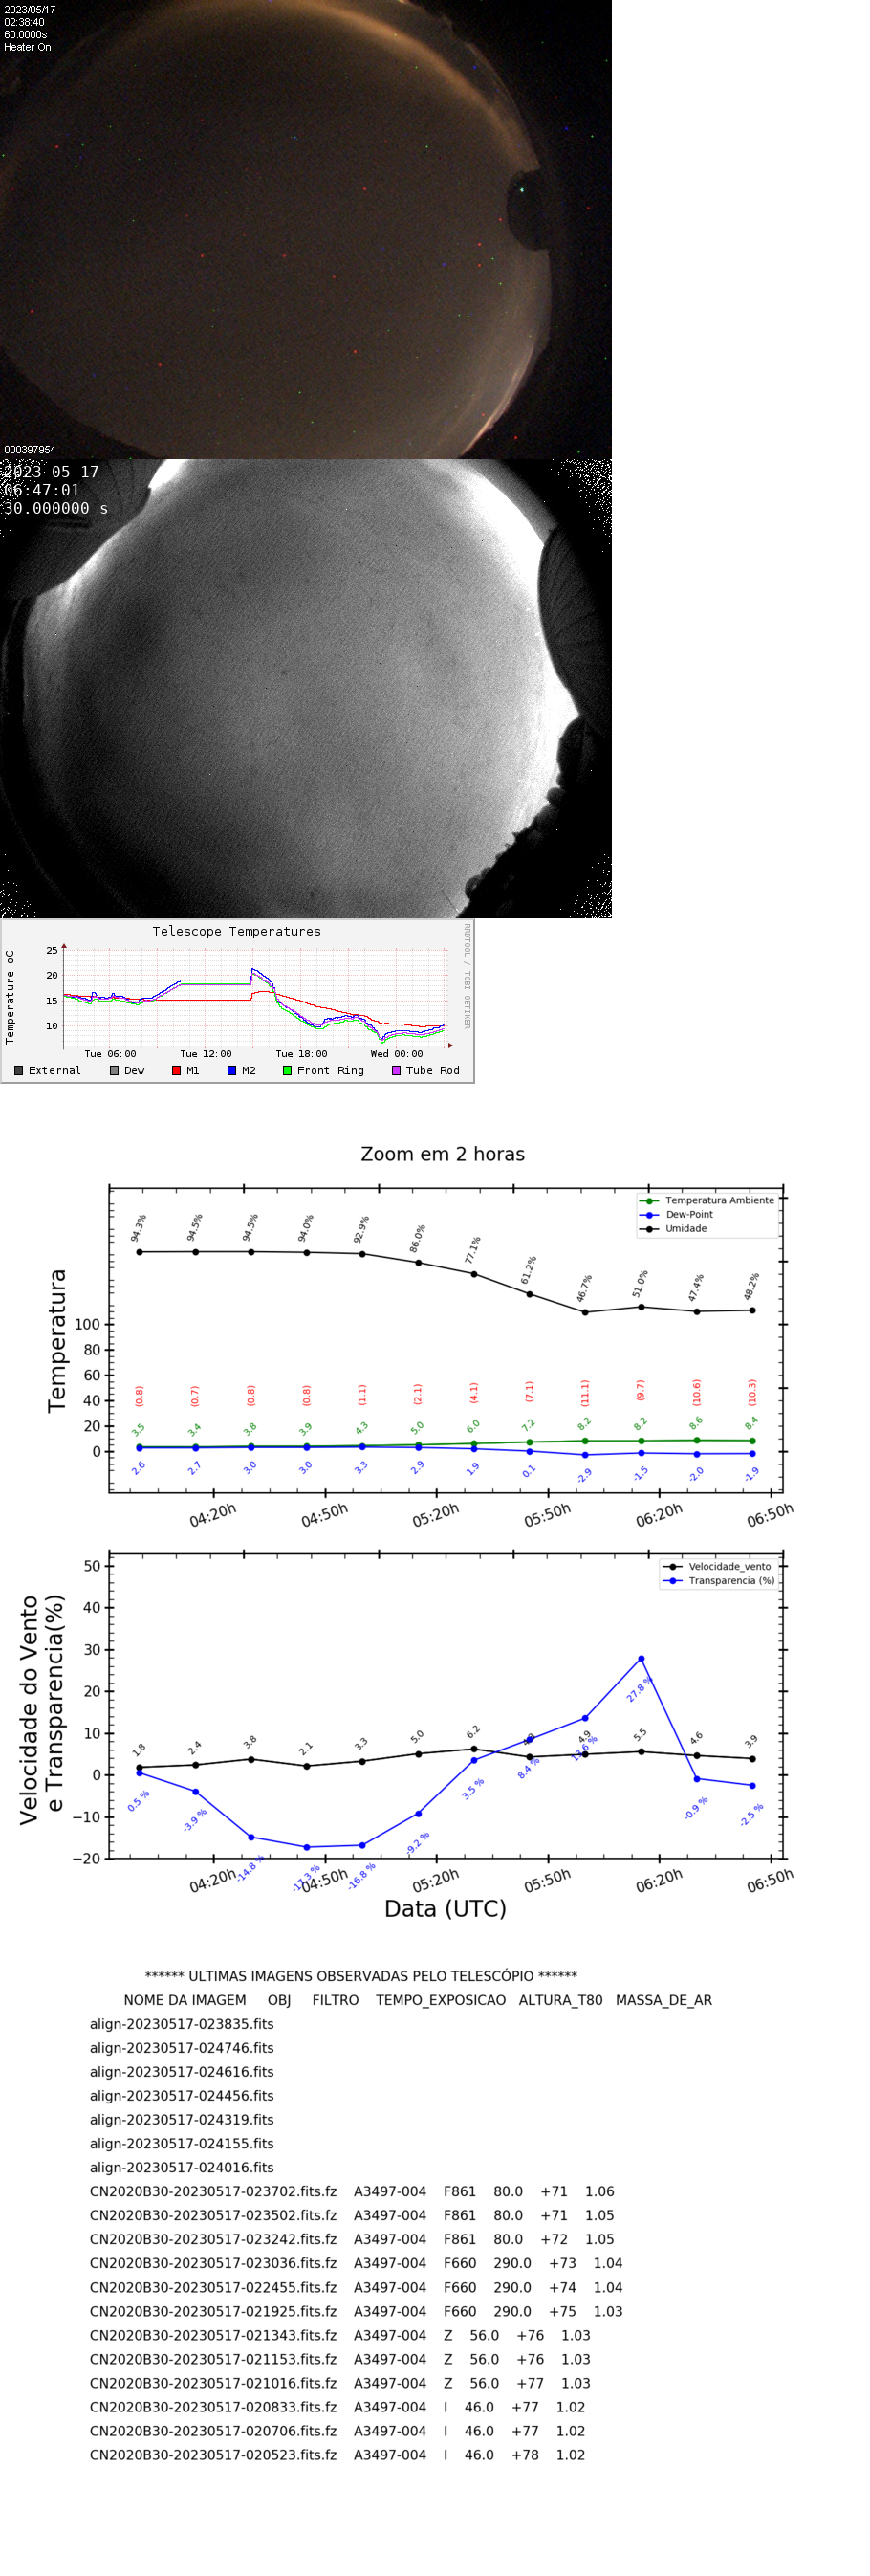 2023/05/17
02:38:40
60.0000s
Heater On
000397954
2023-05-17
06:47:01
30.000000 s
Telescope Temperatures
RRDTOOL / TOBI OETIKER
Temperature oC
25
20
15
10
Tue 06:00 Tue 12:00 Tue 18:00 Wed 00:00
External Dew M1 M2 Front Ring Tube Rod
Zoom em 2 horas
Temperatura Ambiente
Dew-Point
Umidade
94.3% 94.5% 94.5% 94.0% 92.9% 86.0% 77.1% 61.2% 46.7% 51.0% 47.4% 48.2%
Temperatura
100
80
60
40
20
0
(0.8) (0.7) (0.8) (0.8) (1.1) (2.1) (4.1) (7.1) (11.1) (9.7) (10.6) (10.3)
3.5 3.4 3.8 3.9 4.3 5.0 6.0 7.2 8.2 8.2 8.6 8.4
2.6 2.7 3.0 3.0 3.3 2.9 1.9 0.1 -2.9 -1.5 -2.0 -1.9
04:20h 04:50h 05:20h 05:50h 06:20h 06:50h
Velocidade_vento
Transparencia (%)
Velocidade do Vento
e Transparencia(%)
50
40
30
20
10
0
−10
−20
1.8 2.4 3.8 2.1 3.3 5.0 6.2 4.9 5.5 4.6 3.9
0.5 % -3.9 % -14.8 % -17.3 % -16.8 % -9.2 % 3.5 % 8.4 % 27.8 % -0.9 % -2.5 %
04:20h 04:50h 05:20h 05:50h 06:20h 06:50h
Data (UTC)
****** ULTIMAS IMAGENS OBSERVADAS PELO TELESCÓPIO ******
NOME DA IMAGEM OBJ FILTRO TEMPO_EXPOSICAO ALTURA_T80 MASSA_DE_AR
align-20230517-023835.fits
align-20230517-024746.fits
align-20230517-024616.fits
align-20230517-024456.fits
align-20230517-024319.fits
align-20230517-024155.fits
align-20230517-024016.fits
CN2020B30-20230517-023702.fits.fz A3497-004 F861 80.0 +71 1.06
CN2020B30-20230517-023502.fits.fz A3497-004 F861 80.0 +71 1.05
CN2020B30-20230517-023242.fits.fz A3497-004 F861 80.0 +72 1.05
CN2020B30-20230517-023036.fits.fz A3497-004 F660 290.0 +73 1.04
CN2020B30-20230517-022455.fits.fz A3497-004 F660 290.0 +74 1.04
CN2020B30-20230517-021925.fits.fz A3497-004 F660 290.0 +75 1.03
CN2020B30-20230517-021343.fits.fz A3497-004 Z 56.0 +76 1.03
CN2020B30-20230517-021153.fits.fz A3497-004 Z 56.0 +76 1.03
CN2020B30-20230517-021016.fits.fz A3497-004 Z 56.0 +77 1.03
CN2020B30-20230517-020833.fits.fz A3497-004 I 46.0 +77 1.02
CN2020B30-20230517-020706.fits.fz A3497-004 I 46.0 +77 1.02
CN2020B30-20230517-020523.fits.fz A3497-004 I 46.0 +78 1.02